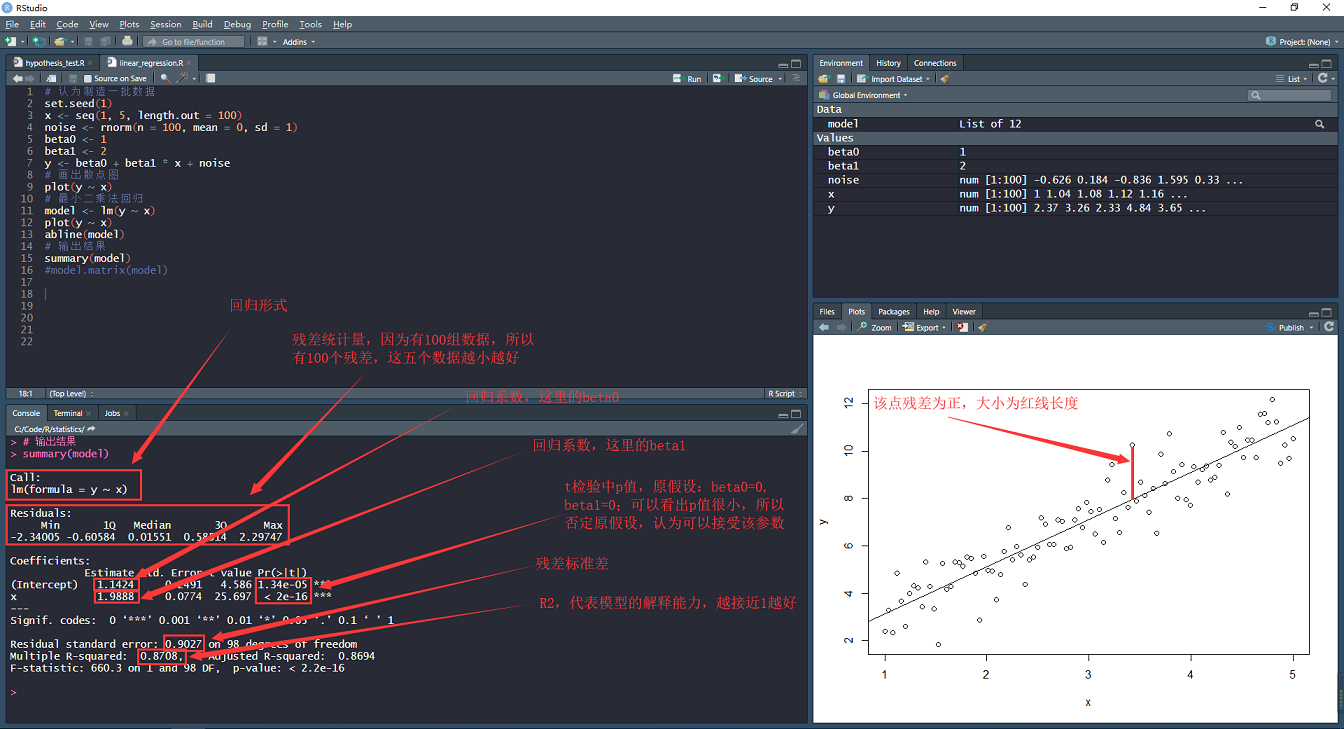 RStudio
File Edit Code View Plots Session Build Debug Profile Tools Help
Go to file/function Addins Project: (None)
hypothesis_test.R linear_regression.R
Source on Save Run Source
1 # 认为制造一批数据
2 set.seed(1)
3 x <- seq(1, 5, length.out = 100)
4 noise <- rnorm(n = 100, mean = 0, sd = 1)
5 beta0 <- 1
6 beta1 <- 2
7 y <- beta0 + beta1 * x + noise
8 # 画出散点图
9 plot(y ~ x)
10 # 最小二乘法回归
11 model <- lm(y ~ x)
12 plot(y ~ x)
13 abline(model)
14 # 输出结果
15 summary(model)
16 #model.matrix(model)
17
18
19
20
21
22
回归形式
残差统计量，因为有100组数据，所以
有100个残差，这五个数据越小越好
18:1 (Top Level) R Script
Console Terminal Jobs
C:/Code/R/statistics/
> # 输出结果
> summary(model)
Call:
lm(formula = y ~ x)
Residuals:
Min 1Q Median 3Q Max
-2.34005 -0.60584 0.01551 0.58514 2.29747
Coefficients:
Estimate Std. Error t value Pr(>|t|)
(Intercept) 1.1424 0.2491 4.586 1.34e-05 ***
x 1.9888 0.0774 25.697 < 2e-16 ***
---
Signif. codes: 0 ‘***’ 0.001 ‘**’ 0.01 ‘*’ 0.05 ‘.’ 0.1 ‘ ’ 1
Residual standard error: 0.9027 on 98 degrees of freedom
Multiple R-squared: 0.8708, Adjusted R-squared: 0.8694
F-statistic: 660.3 on 1 and 98 DF, p-value: < 2.2e-16
>
回归系数，这里的beta0
回归系数，这里的beta1
t检验中p值，原假设：beta0=0,
beta1=0；可以看出p值很小，所以
否定原假设，认为可以接受该参数
残差标准差
R2，代表模型的解释能力，越接近1越好
Environment History Connections
Import Dataset List
Global Environment
Data
model List of 12
Values
beta0 1
beta1 2
noise num [1:100] -0.626 0.184 -0.836 1.595 0.33 ...
x num [1:100] 1 1.04 1.08 1.12 1.16 ...
y num [1:100] 2.37 3.26 2.33 4.84 3.65 ...
Files Plots Packages Help Viewer
Zoom Export Publish
该点残差为正，大小为红线长度
12
10
8
6
4
2
y
1 2 3 4 5
x